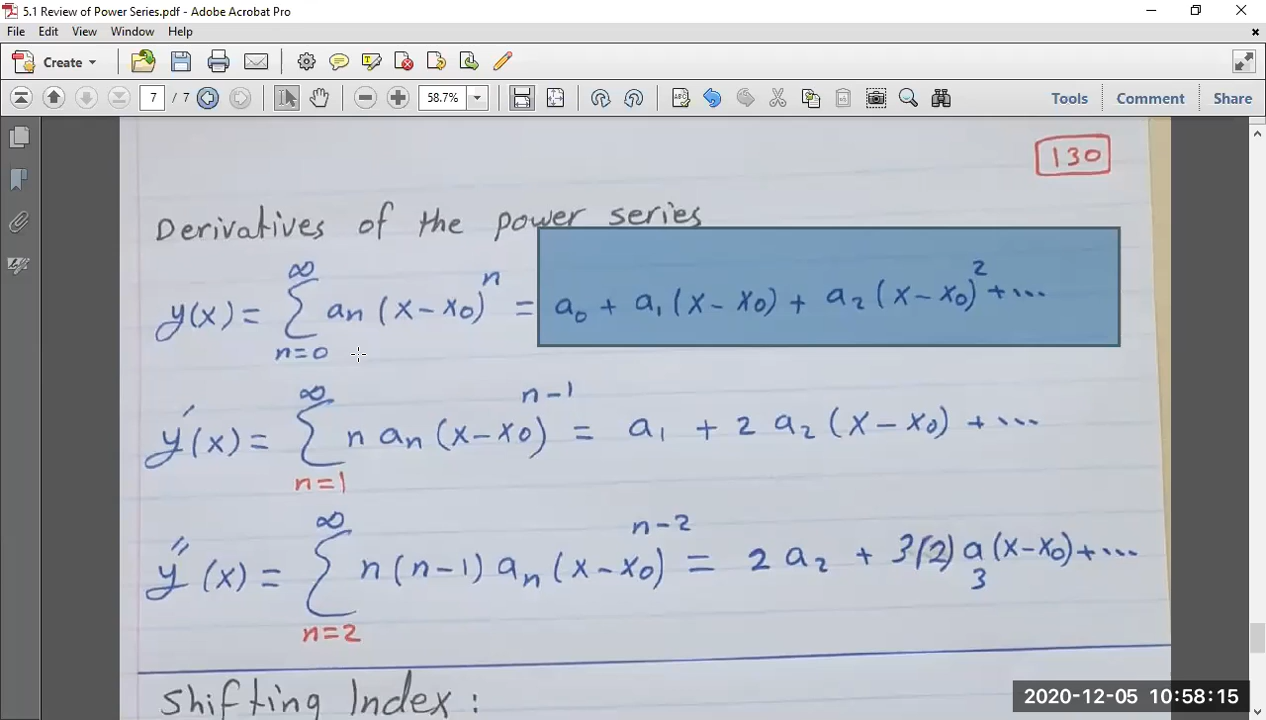 5.1 Review of Power Series.pdf - Adobe Acrobat Pro
File Edit View Window Help
Create
7 / 7 58.7% Tools Comment Share
130
Derivatives of the power series
y(x) = ∑_{n=0}^{∞} aₙ (x-x₀)ⁿ = a₀ + a₁(x-x₀) + a₂(x-x₀)² + ...
y′(x) = ∑_{n=1}^{∞} n aₙ (x-x₀)ⁿ⁻¹ = a₁ + 2 a₂ (x-x₀) + ...
y″(x) = ∑_{n=2}^{∞} n(n-1) aₙ (x-x₀)ⁿ⁻² = 2 a₂ + 3(2) a₃ (x-x₀) + ...
Shifting Index:
2020-12-05 10:58:15